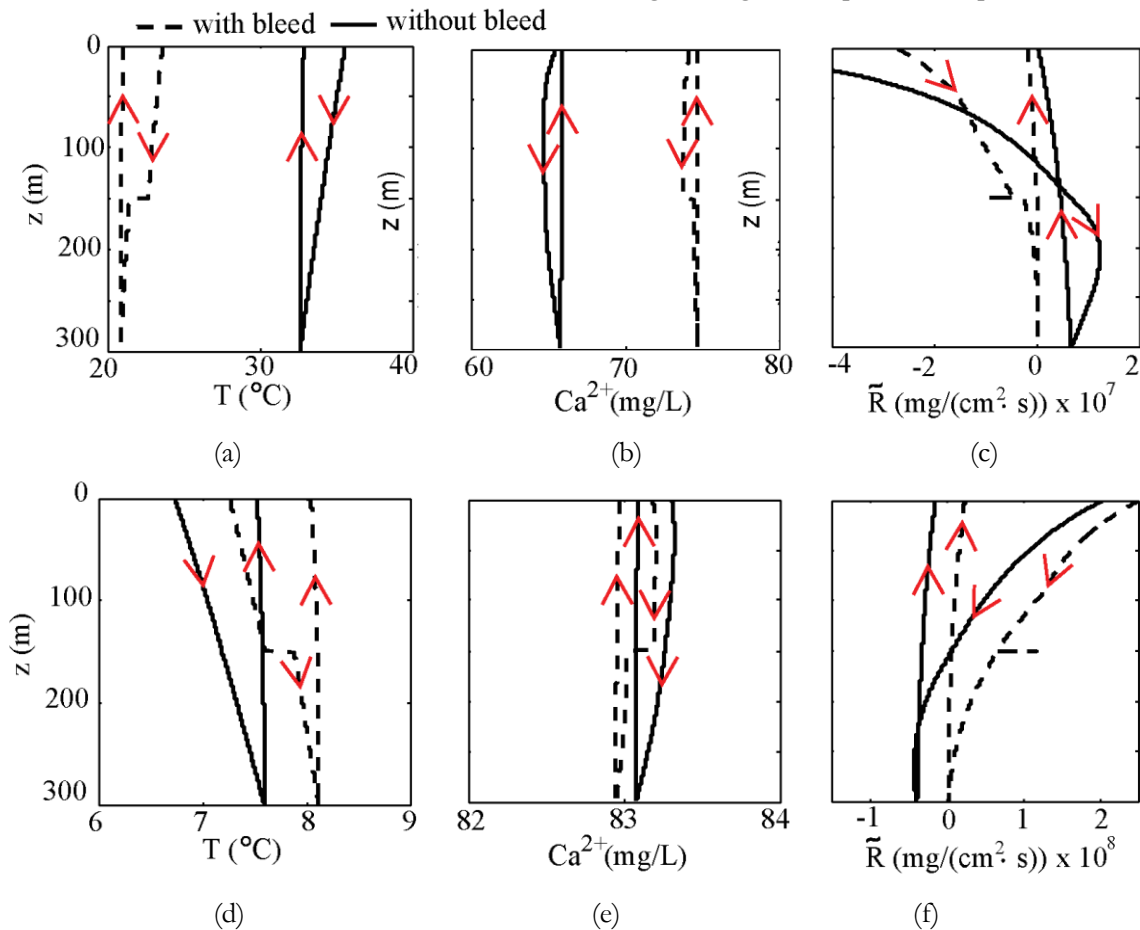 with bleed without bleed
0
100
200
300
z (m)
20 30 40
T (°C)
(a)
z (m)
60 70 80
Ca²⁺(mg/L)
(b)
z (m)
-4 -2 0 2
R̃ (mg/(cm²· s)) x 10⁷
(c)
0
100
200
300
z (m)
6 7 8 9
T (°C)
(d)
82 83 84
Ca²⁺(mg/L)
(e)
-1 0 1
R̃ (mg/(cm²· s)) x 10⁸
(f)